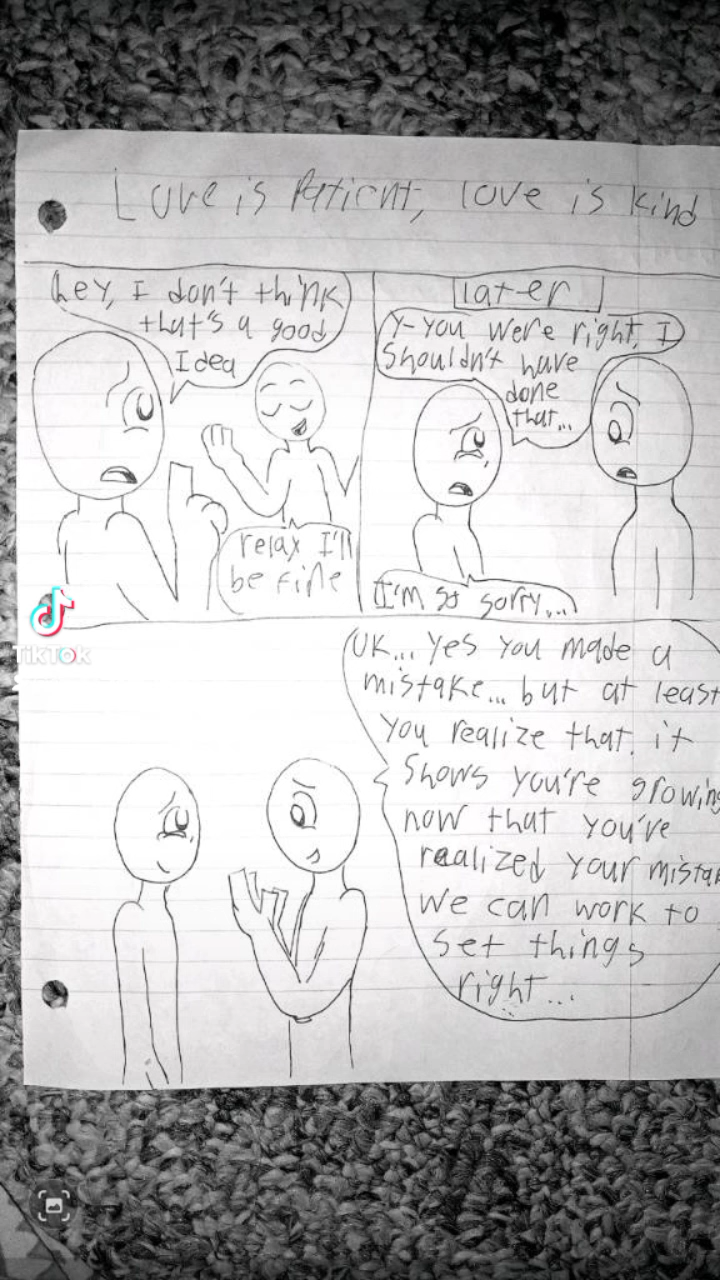 Love is Patient, love is kind
hey, I don't think
that's a good
Idea
relax I'll
be fine
later
Y-you were right, I
shouldn't have
done
that...
I'm so sorry...
OK... yes you made a
mistake... but at least
you realize that. it
shows you're growing
now that you've
realized your
we can work to
set things
right...
TikTok